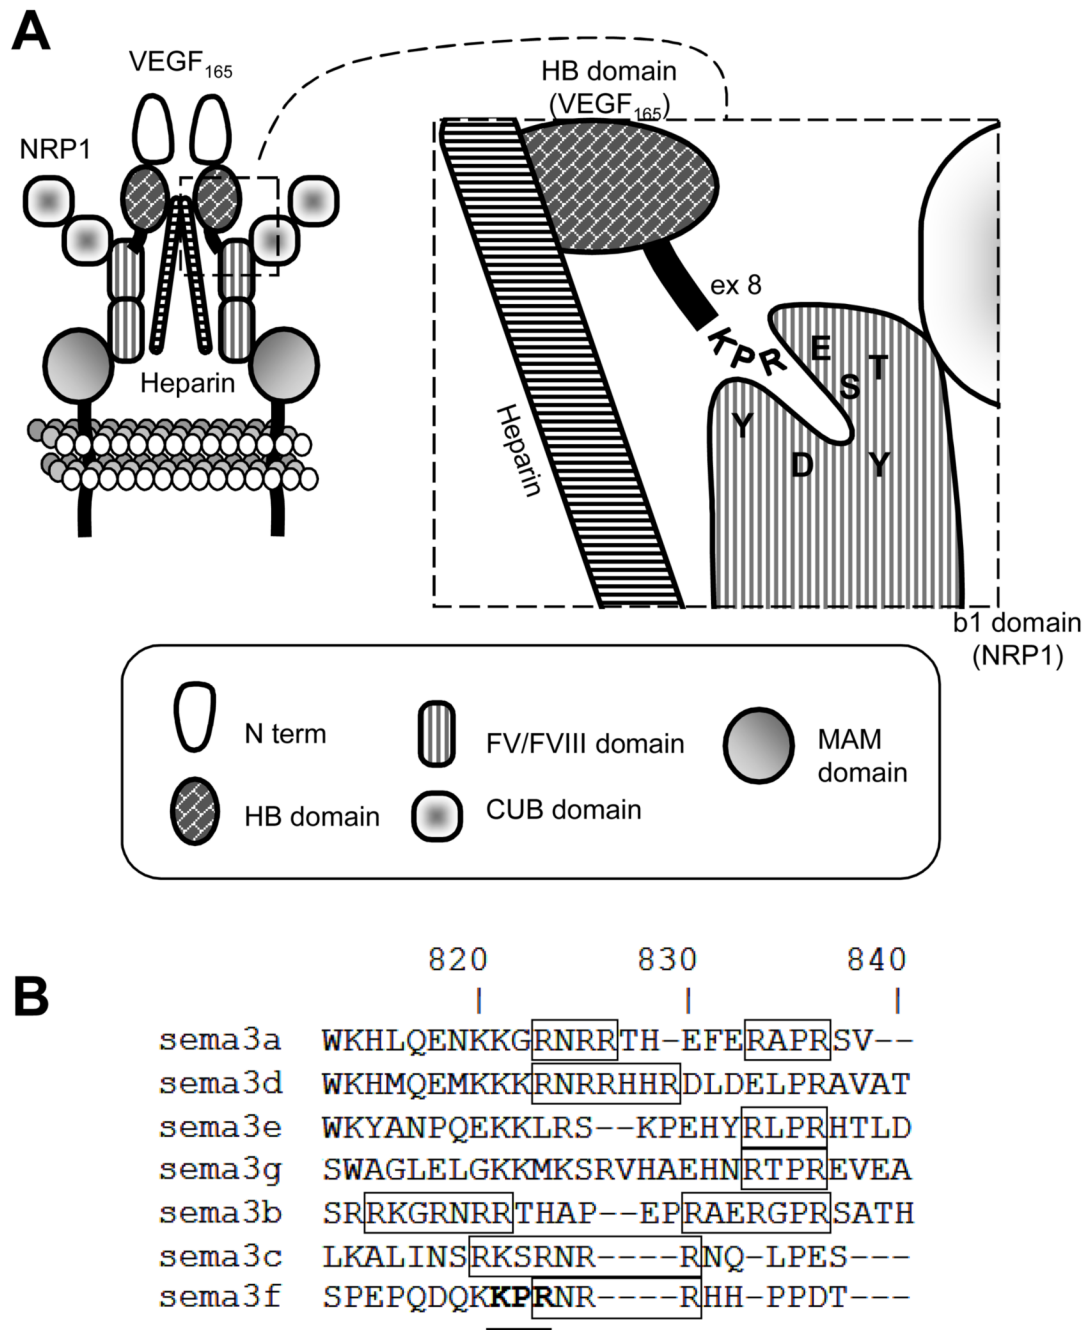 A
VEGF165
NRP1
Heparin
HB domain
(VEGF165)
ex 8
KPR
E
T
S
Y
D
Y
Heparin
b1 domain
(NRP1)
N term
FV/FVIII domain
MAM
domain
HB domain
CUB domain
B
820 830 840
| | |
sema3a WKHLQENKKGRNRRTH-EFERAPRSV--
sema3d WKHMQEMKKKRNRRHHRDLDELPRAVAT
sema3e WKYANPQEKKLRS--KPEHYRLPRHTLD
sema3g SWAGLELGKKMKSRVHAEHNRTPREVEA
sema3b SRRKGRNRRTHAP--EPRAERGPRSATH
sema3c LKALINSRKSRNR----RNQ-LPES---
sema3f SPEPQDQKKPRNR----RHH-PPDT---